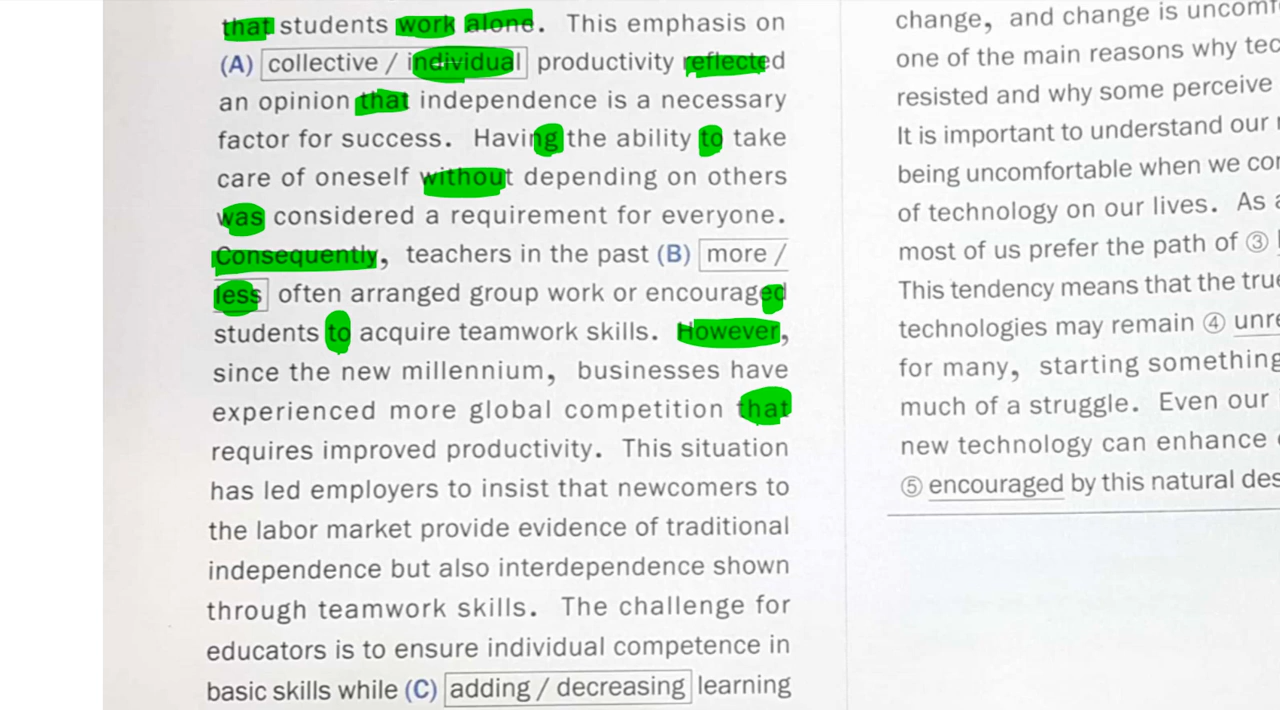 that students work alone. This emphasis on
(A) collective / individual productivity reflected
an opinion that independence is a necessary
factor for success. Having the ability to take
care of oneself without depending on others
was considered a requirement for everyone.
Consequently, teachers in the past (B) more /
less often arranged group work or encouraged
students to acquire teamwork skills. However,
since the new millennium, businesses have
experienced more global competition that
requires improved productivity. This situation
has led employers to insist that newcomers to
the labor market provide evidence of traditional
independence but also interdependence shown
through teamwork skills. The challenge for
educators is to ensure individual competence in
basic skills while (C) adding / decreasing learning
change, and change is
one of the main reasons why
resisted and why some perceive
It is important to understand our
being uncomfortable when we
of technology on our lives. As
most of us prefer the path of ③
This tendency means that the
technologies may remain ④
for many, starting something
much of a struggle. Even our
new technology can enhance
⑤ encouraged by this natural